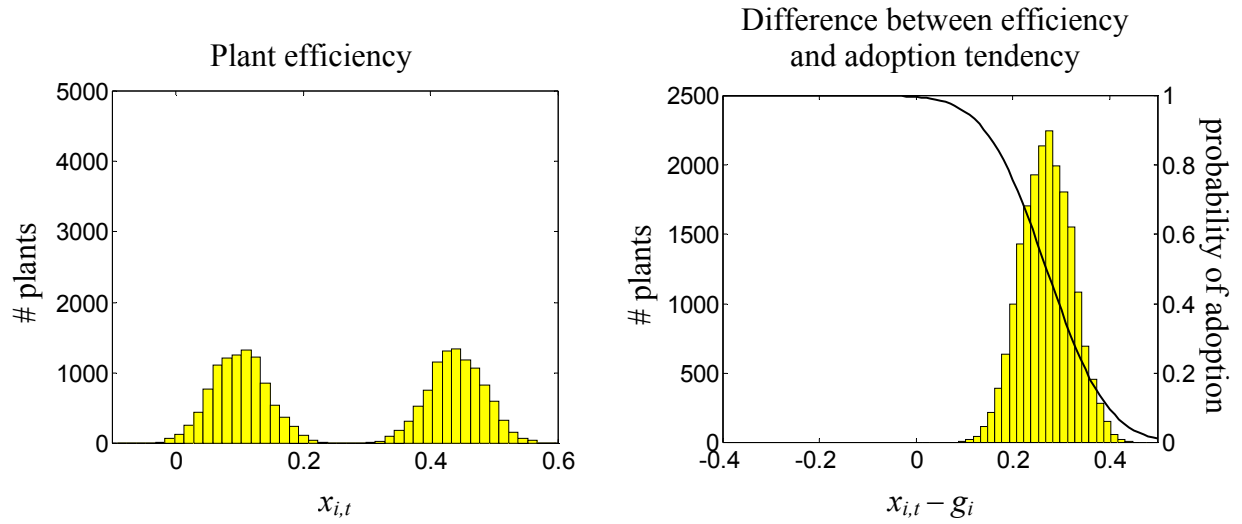 Plant efficiency
5000
4000
3000
2000
1000
0
# plants
0 0.2 0.4 0.6
x_{i,t}
Difference between efficiency
and adoption tendency
2500
2000
1500
1000
500
0
# plants
-0.4 -0.2 0 0.2 0.4
x_{i,t} – g_i
1
0.8
0.6
0.4
0.2
0
probability of adoption